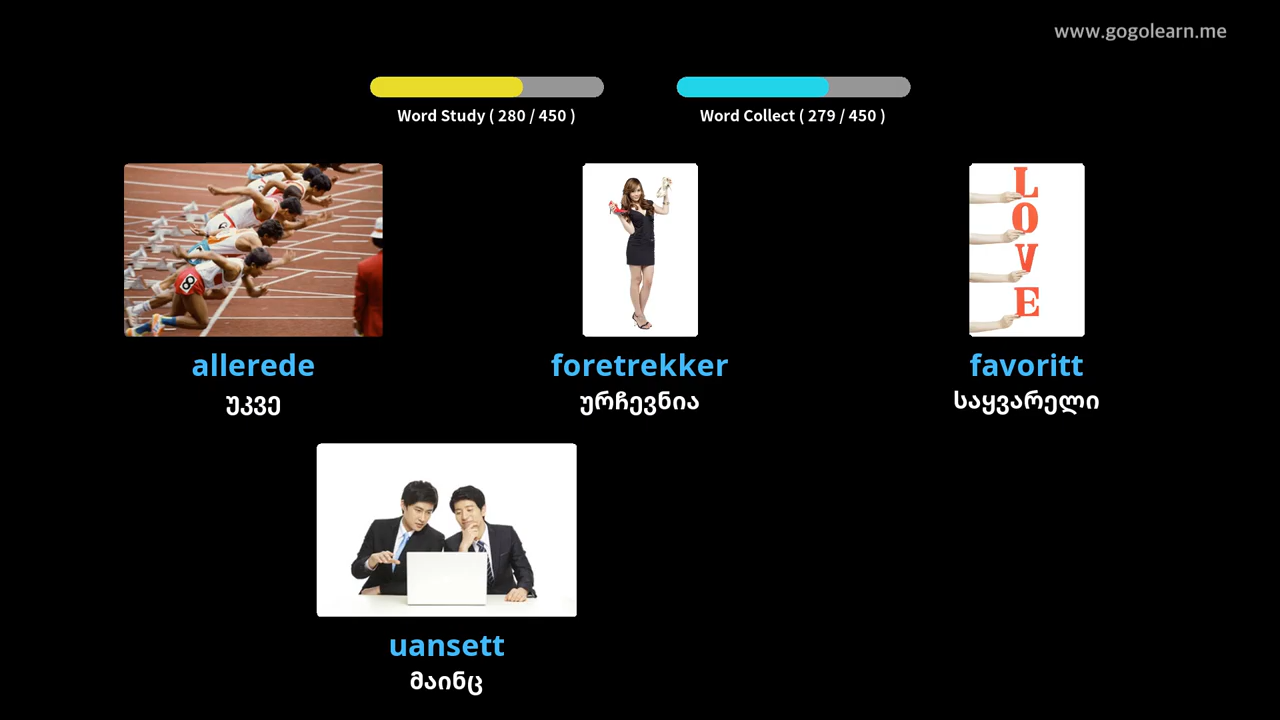 www.gogolearn.me
Word Study ( 280 / 450 )
Word Collect ( 279 / 450 )
8
L
O
V
E
allerede
უკვე
foretrekker
ურჩევნია
favoritt
საყვარელი
uansett
მაინც